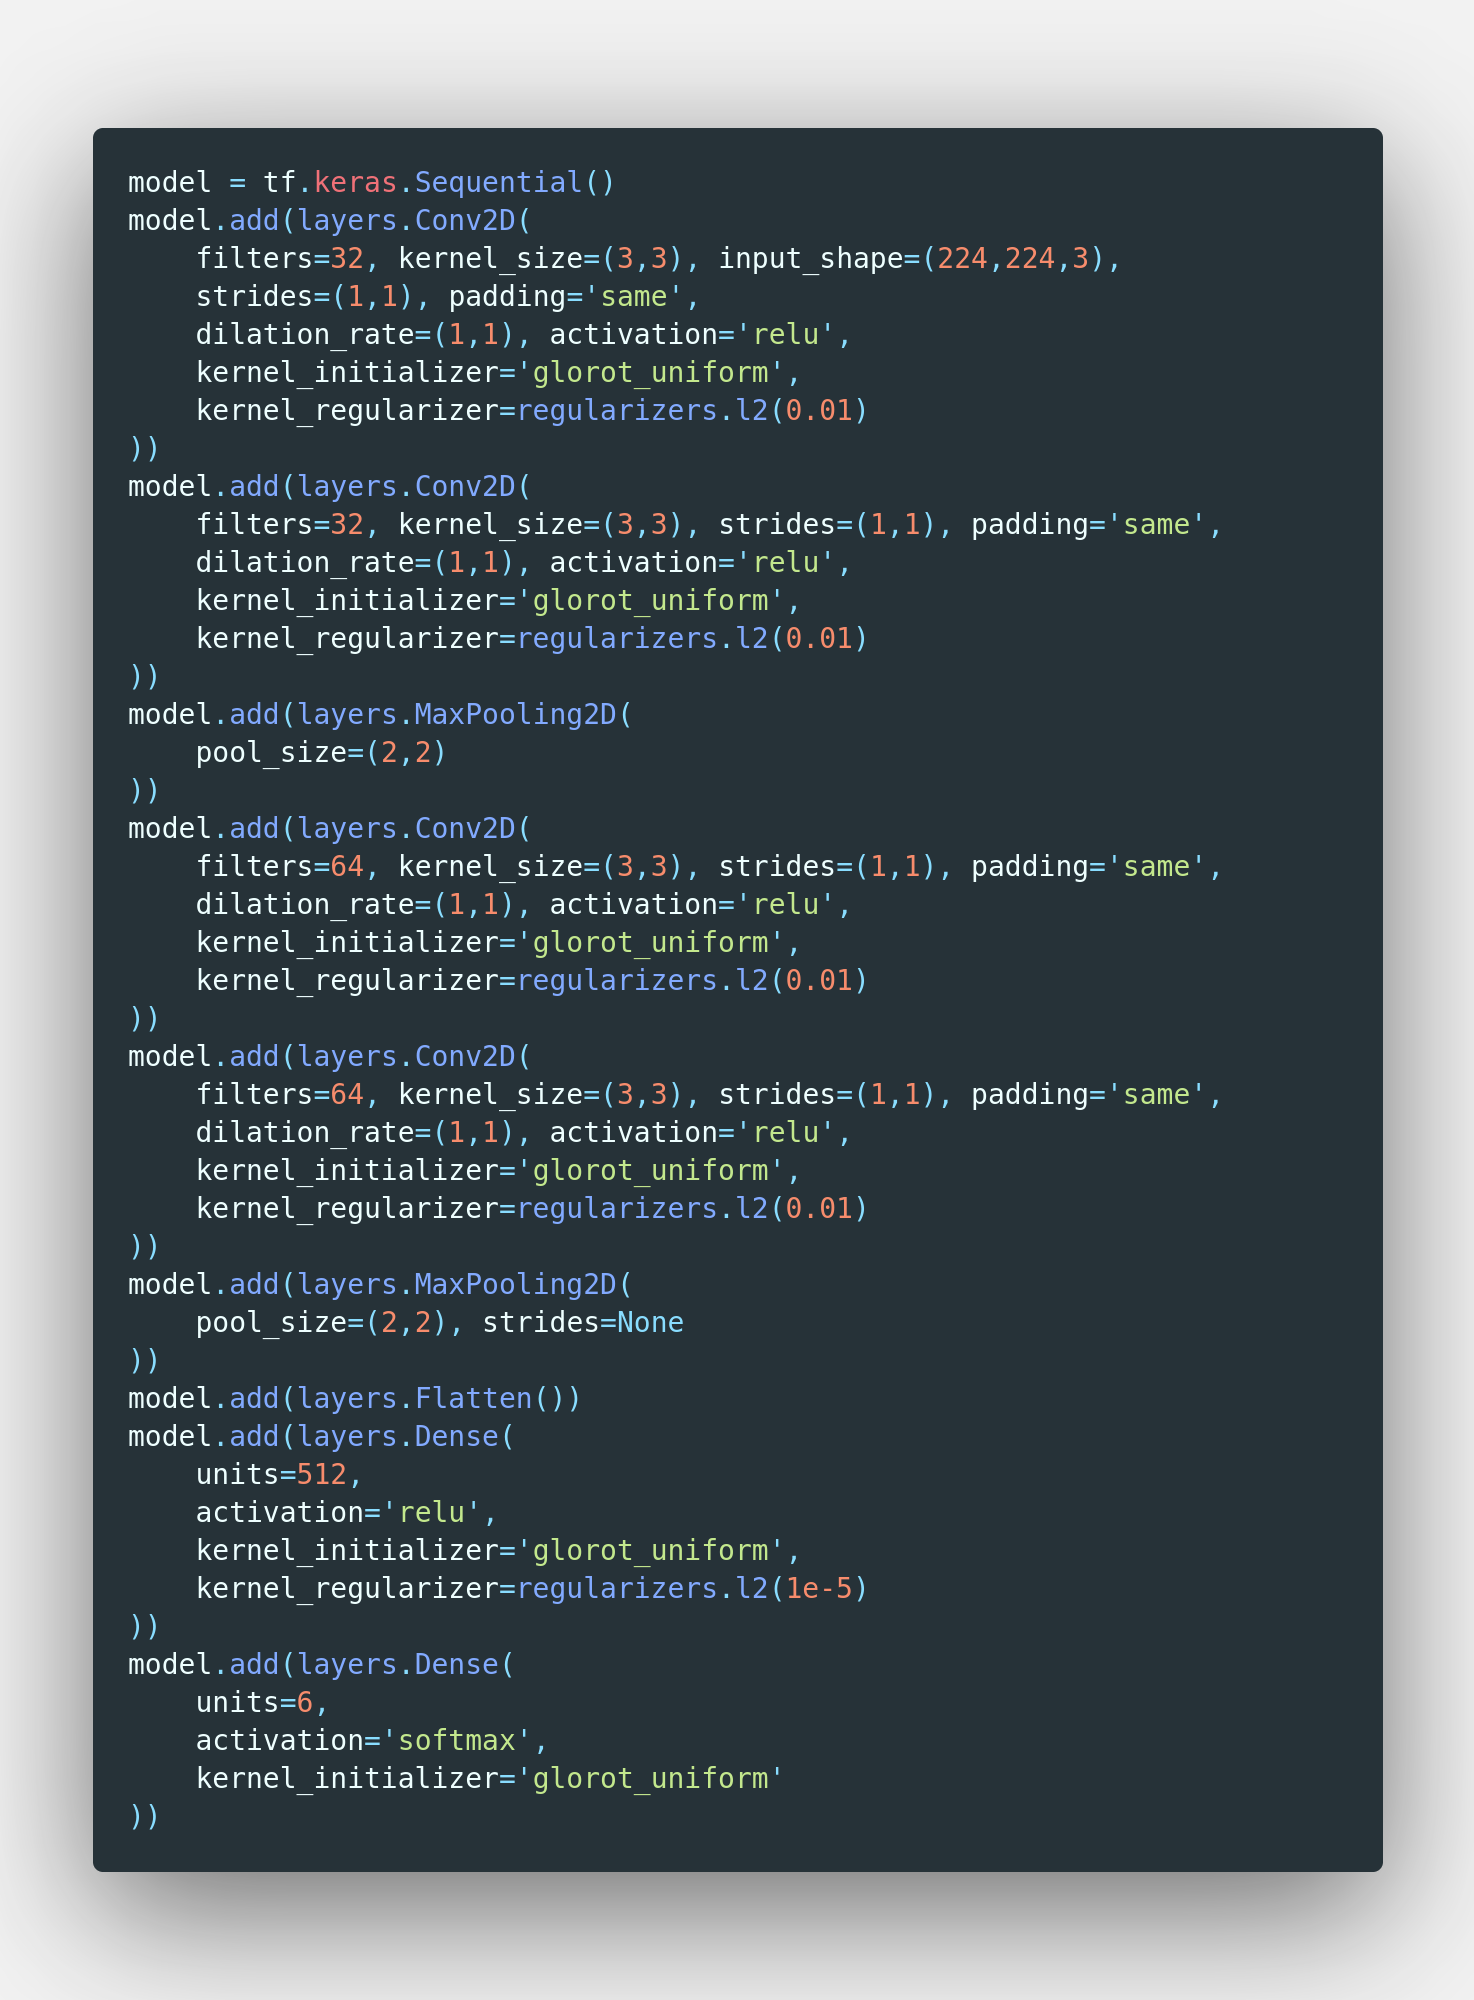 model = tf.keras.Sequential()
model.add(layers.Conv2D(
    filters=32, kernel_size=(3,3), input_shape=(224,224,3),
    strides=(1,1), padding='same',
    dilation_rate=(1,1), activation='relu',
    kernel_initializer='glorot_uniform',
    kernel_regularizer=regularizers.l2(0.01)
))
model.add(layers.Conv2D(
    filters=32, kernel_size=(3,3), strides=(1,1), padding='same',
    dilation_rate=(1,1), activation='relu',
    kernel_initializer='glorot_uniform',
    kernel_regularizer=regularizers.l2(0.01)
))
model.add(layers.MaxPooling2D(
    pool_size=(2,2)
))
model.add(layers.Conv2D(
    filters=64, kernel_size=(3,3), strides=(1,1), padding='same',
    dilation_rate=(1,1), activation='relu',
    kernel_initializer='glorot_uniform',
    kernel_regularizer=regularizers.l2(0.01)
))
model.add(layers.Conv2D(
    filters=64, kernel_size=(3,3), strides=(1,1), padding='same',
    dilation_rate=(1,1), activation='relu',
    kernel_initializer='glorot_uniform',
    kernel_regularizer=regularizers.l2(0.01)
))
model.add(layers.MaxPooling2D(
    pool_size=(2,2), strides=None
))
model.add(layers.Flatten())
model.add(layers.Dense(
    units=512,
    activation='relu',
    kernel_initializer='glorot_uniform',
    kernel_regularizer=regularizers.l2(1e-5)
))
model.add(layers.Dense(
    units=6,
    activation='softmax',
    kernel_initializer='glorot_uniform'
))